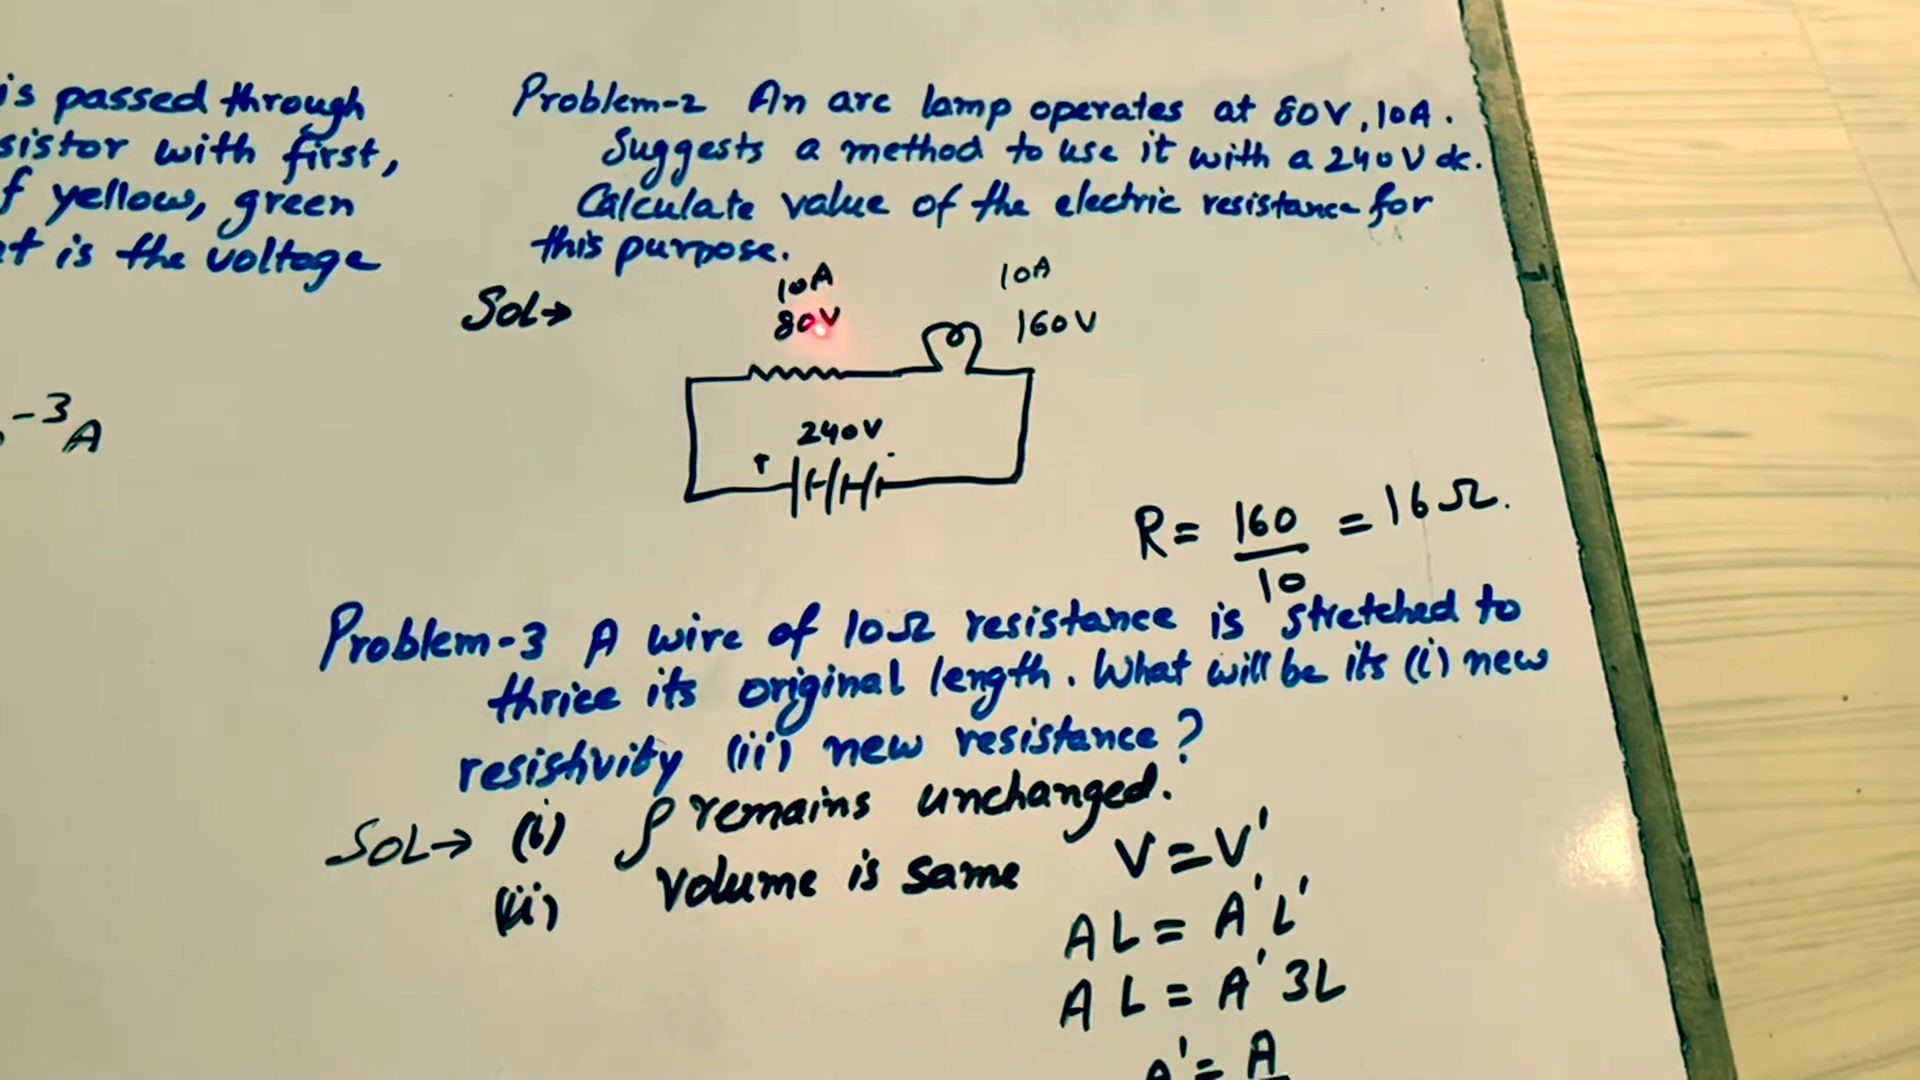 is passed through
sistor with first,
f yellow, green
at is the voltage
-3 A
Problem-2 An arc lamp operates at 80V, 10A.
Suggests a method to use it with a 240V dc.
Calculate value of the electric resistance for
this purpose.
Sol→
10A
80V
10A
160V
240V
+ -
R = 160/10 = 16Ω.
Problem-3 A wire of 10Ω resistance is stretched to
thrice its original length. What will be its (i) new
resistivity (ii) new resistance?
Sol→ (i) ρ remains unchanged.
(ii) Volume is same
V = V'
AL = A'L'
AL = A'3L
A' = A